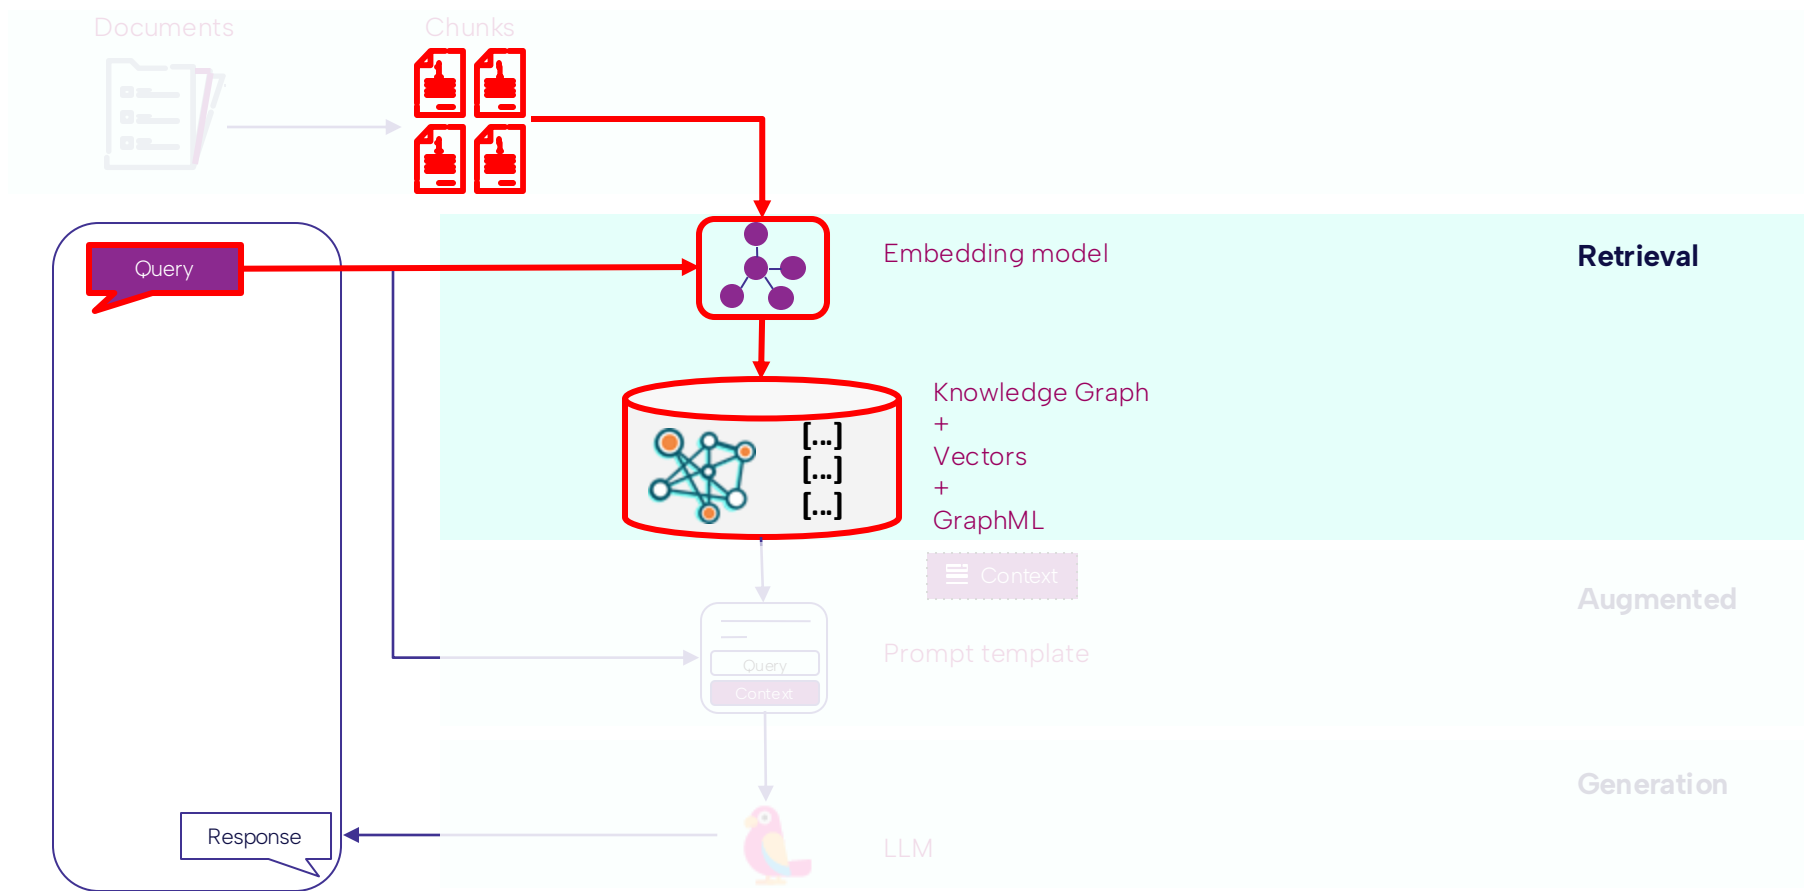 Documents
Chunks
Query
Embedding model
Retrieval
Knowledge Graph
+
Vectors
+
GraphML
[...]
[...]
[...]
Context
Augmented
Prompt template
Query
Context
Generation
Response
LLM